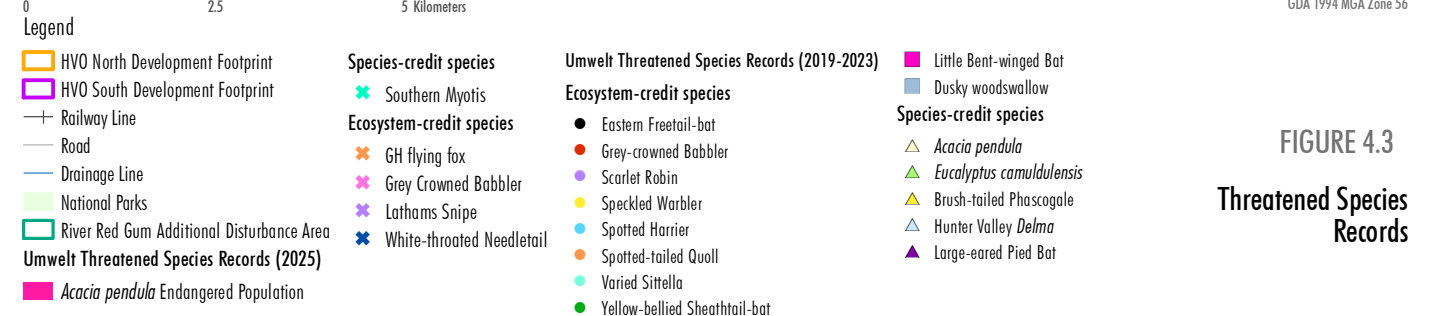 0 2.5 5 Kilometers
GDA 1994 MGA Zone 56
Legend
HVO North Development Footprint
HVO South Development Footprint
Railway Line
Road
Drainage Line
National Parks
River Red Gum Additional Disturbance Area
Umwelt Threatened Species Records (2025)
Acacia pendula Endangered Population
Species-credit species
Southern Myotis
Ecosystem-credit species
GH flying fox
Grey Crowned Babbler
Lathams Snipe
White-throated Needletail
Umwelt Threatened Species Records (2019-2023)
Ecosystem-credit species
Eastern Freetail-bat
Grey-crowned Babbler
Scarlet Robin
Speckled Warbler
Spotted Harrier
Spotted-tailed Quoll
Varied Sittella
Yellow-bellied Sheathtail-bat
Little Bent-winged Bat
Dusky woodswallow
Species-credit species
Acacia pendula
Eucalyptus camuldulensis
Brush-tailed Phascogale
Hunter Valley Delma
Large-eared Pied Bat
FIGURE 4.3
Threatened Species
Records